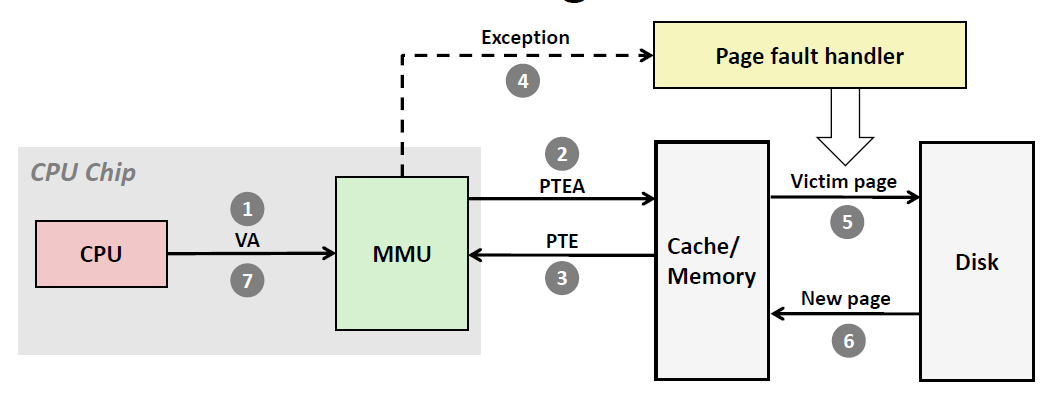 Exception
4
Page fault handler
CPU Chip
1
VA
7
CPU
MMU
2
PTEA
PTE
3
Cache/
Memory
Victim page
5
New page
6
Disk